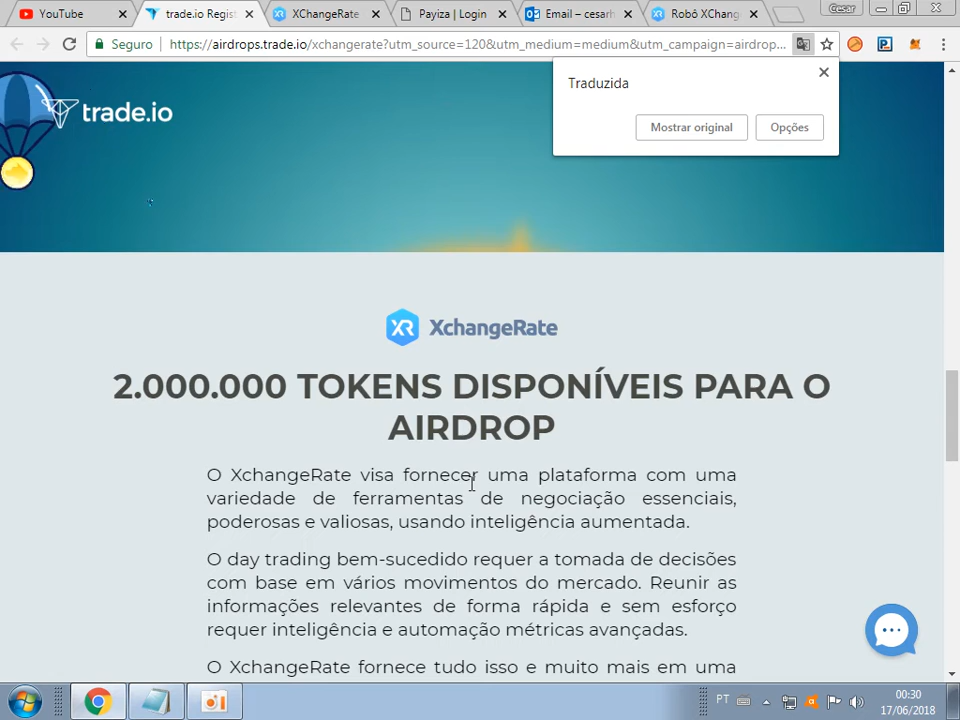 YouTube
trade.io Regis
XChangeRate
Payiza | Login
Email – cesarh
Robô XChang
Cesar
Seguro
https://airdrops.trade.io/xchangerate?utm_source=120&utm_medium=medium&utm_campaign=airdrop...
Traduzida
Mostrar original
Opções
trade.io
XR XchangeRate
2.000.000 TOKENS DISPONÍVEIS PARA O
AIRDROP
O XchangeRate visa fornecer uma plataforma com uma
variedade de ferramentas de negociação essenciais,
poderosas e valiosas, usando inteligência aumentada.
O day trading bem-sucedido requer a tomada de decisões
com base em vários movimentos do mercado. Reunir as
informações relevantes de forma rápida e sem esforço
requer inteligência e automação métricas avançadas.
O XchangeRate fornece tudo isso e muito mais em uma
PT
00:30
17/06/2018